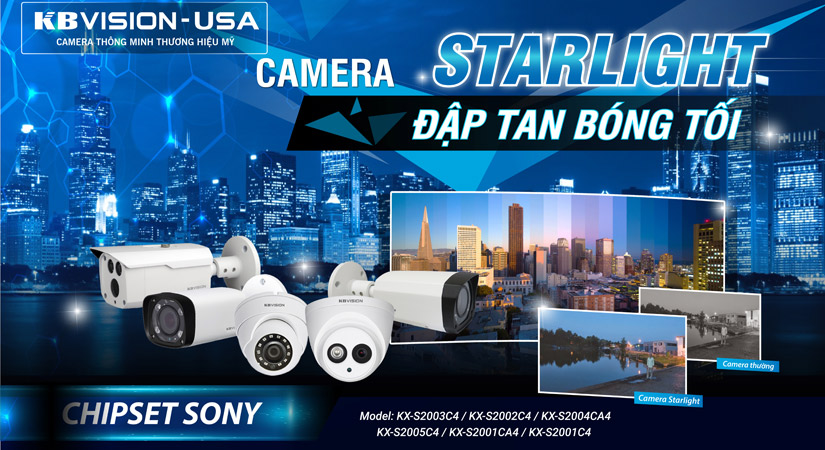 KBVISION-USA
CAMERA THÔNG MINH THƯƠNG HIỆU MỸ
CAMERA STARLIGHT
ĐẬP TAN BÓNG TỐI
KBVISION
KBVISION
Camera thường
Camera Starlight
CHIPSET SONY
Model: KX-S2003C4 / KX-S2002C4 / KX-S2004CA4
KX-S2005C4 / KX-S2001CA4 / KX-S2001C4